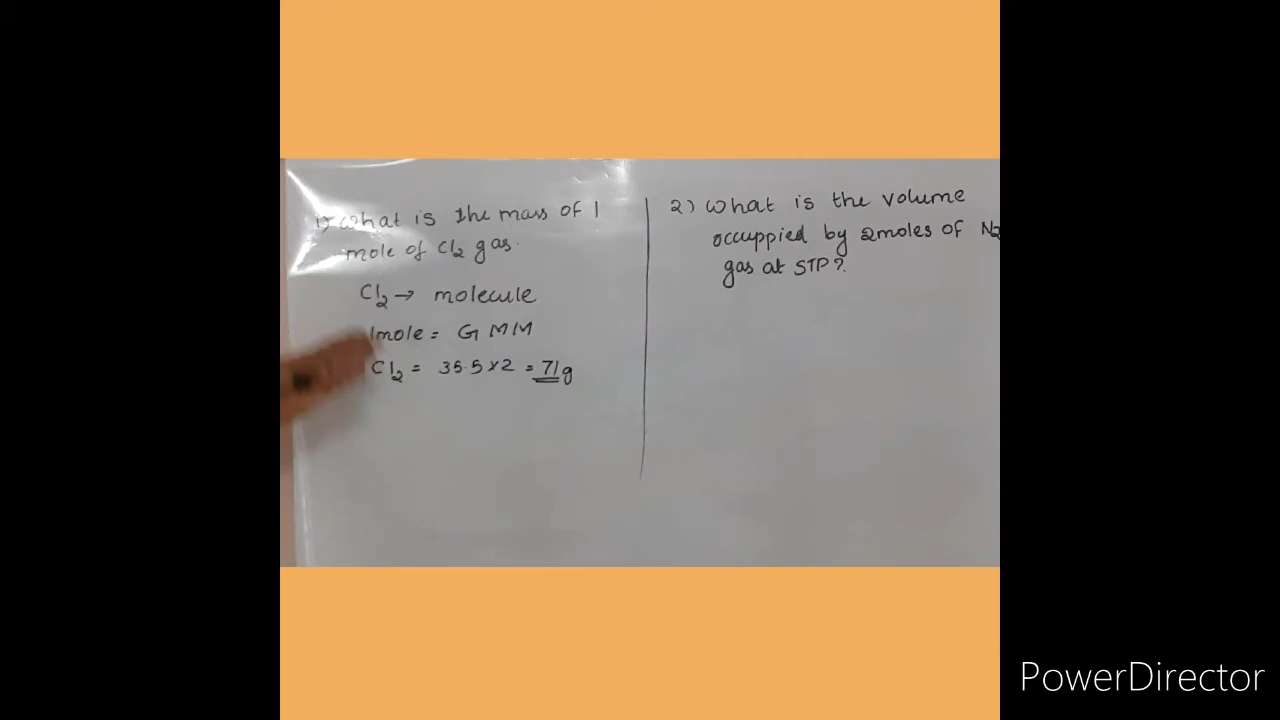 1) What is the mass of 1
mole of Cl2 gas.
Cl2 → molecule
1mole = GMM
Cl2 = 35.5 x 2 = 71g
2) What is the volume
occuppied by 2moles of N2
gas at STP?
PowerDirector